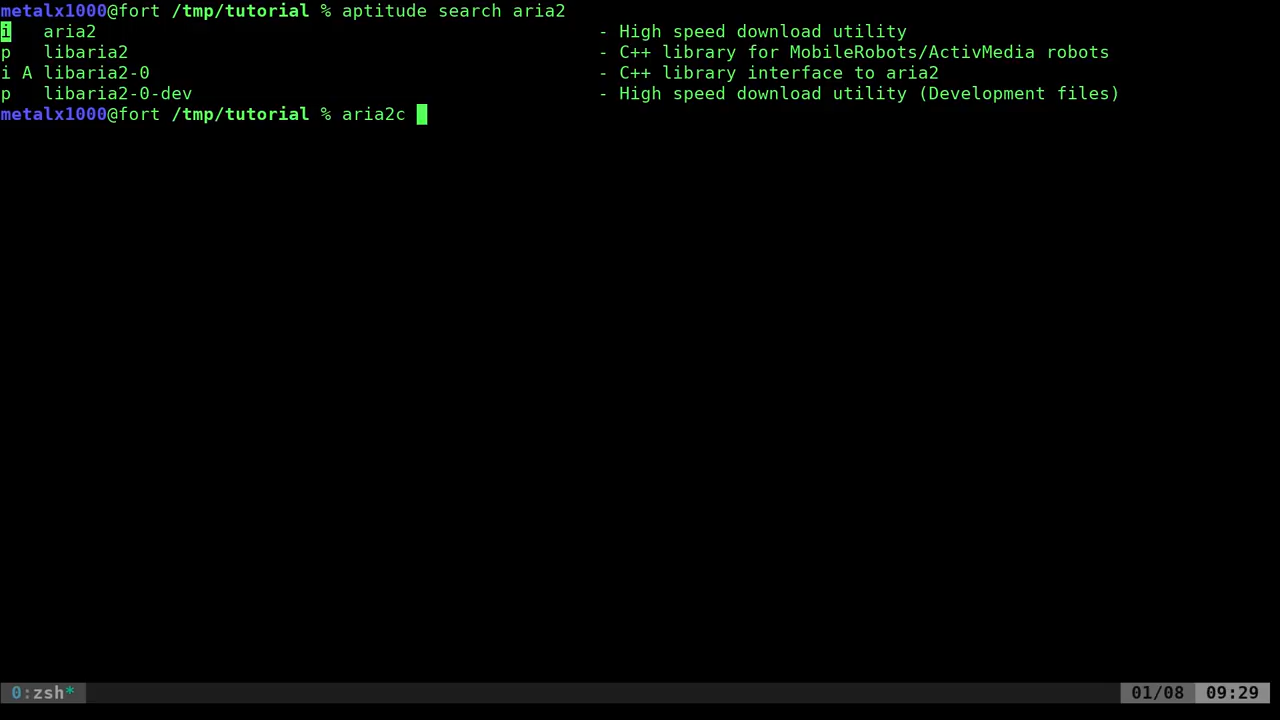 metalx1000@fort /tmp/tutorial % aptitude search aria2
i   aria2                                               - High speed download utility
p   libaria2                                            - C++ library for MobileRobots/ActivMedia robots
i A libaria2-0                                          - C++ library interface to aria2
p   libaria2-0-dev                                      - High speed download utility (Development files)
metalx1000@fort /tmp/tutorial % aria2c
0:zsh* 01/08 09:29